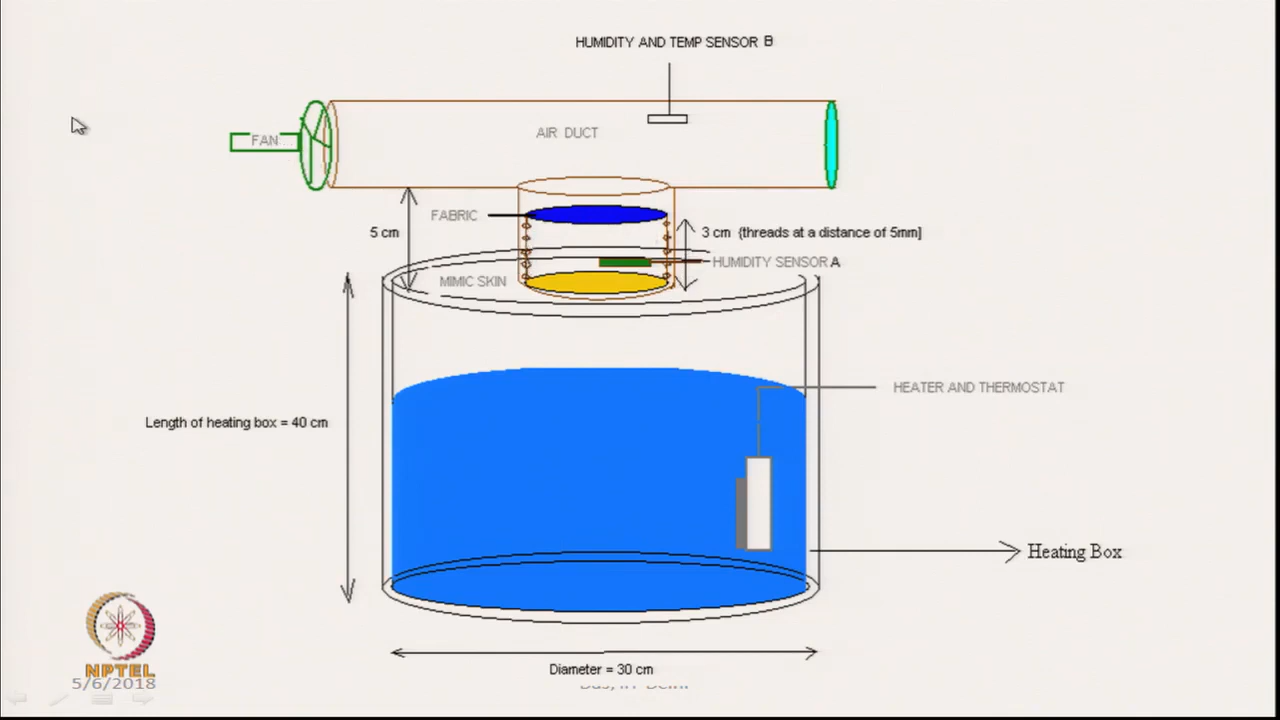 HUMIDITY AND TEMP SENSOR B
FAN
AIR DUCT
FABRIC
5 cm
3 cm (threads at a distance of 5mm]
HUMIDITY SENSOR A
MIMIC SKIN
HEATER AND THERMOSTAT
Length of heating box = 40 cm
Heating Box
Diameter = 30 cm
NPTEL
5/6/2018